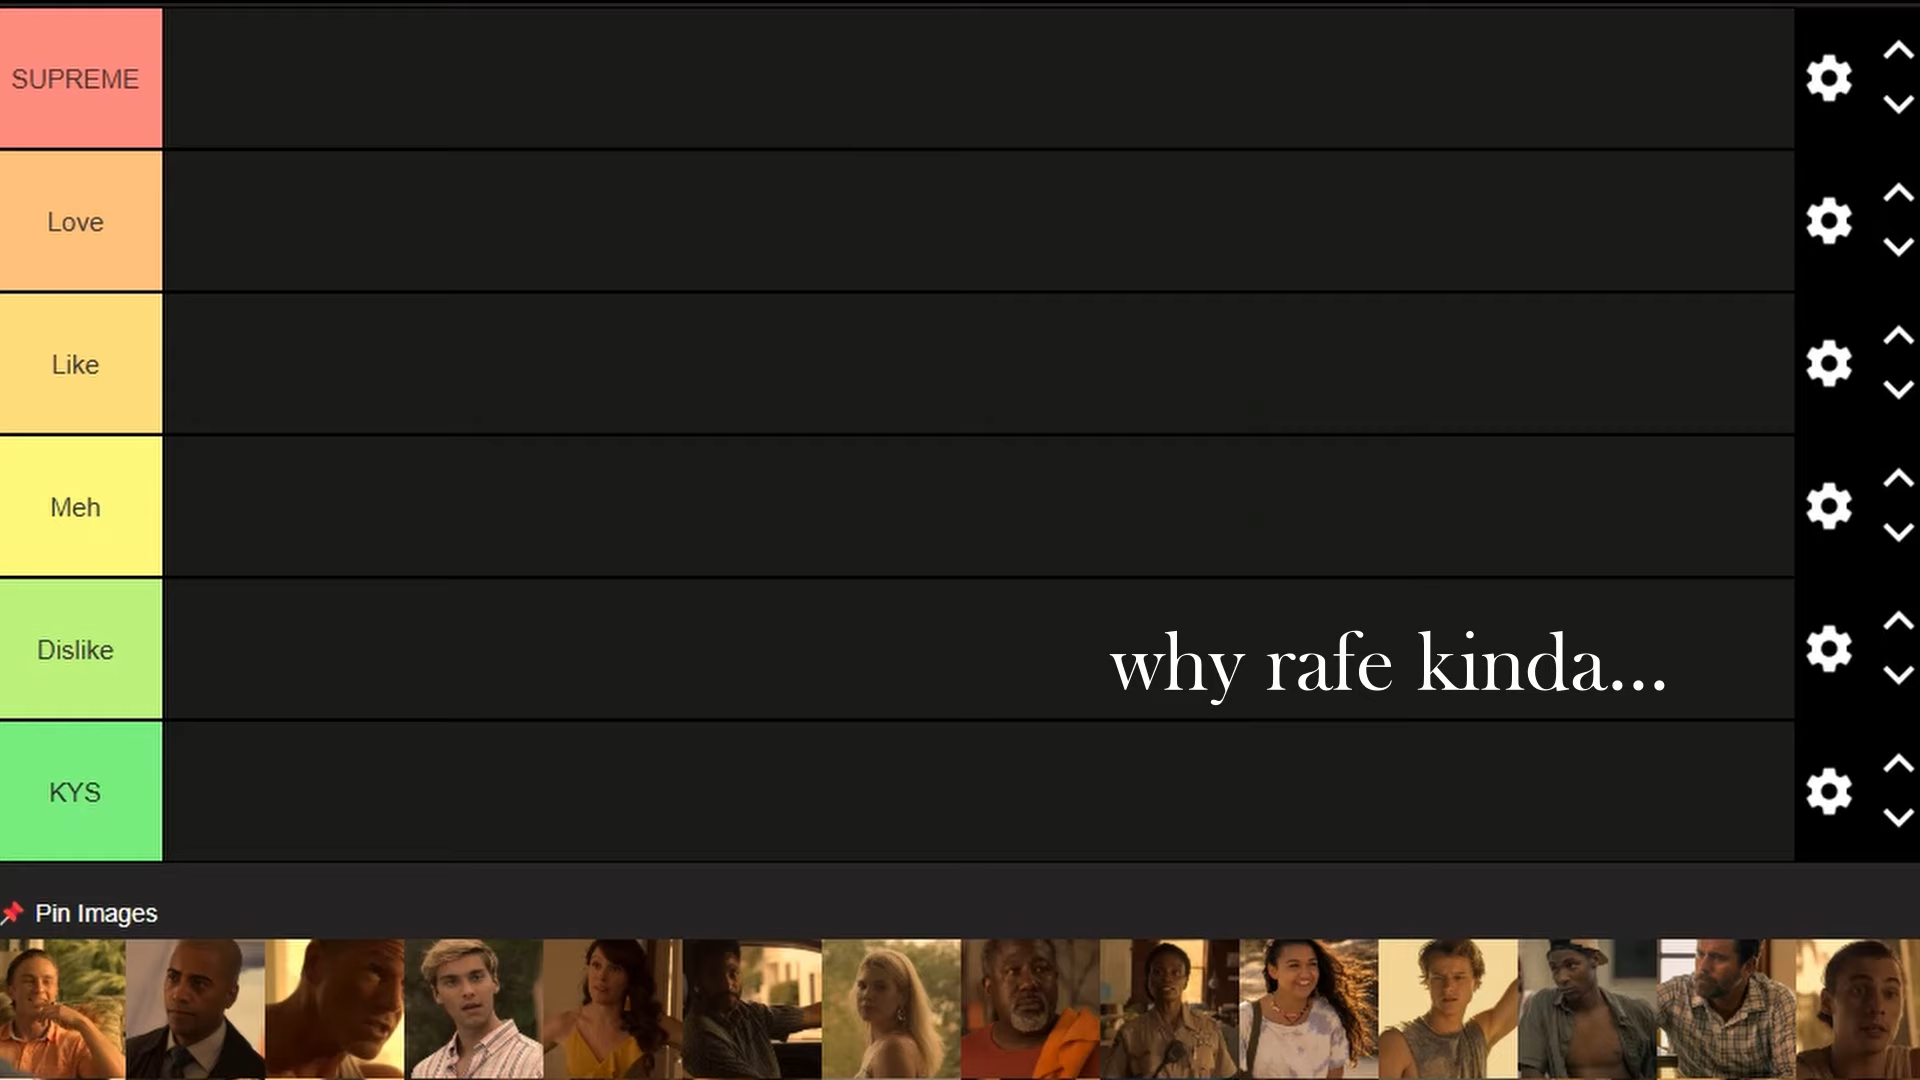 SUPREME
Love
Like
Meh
Dislike
why rafe kinda...
KYS
Pin Images